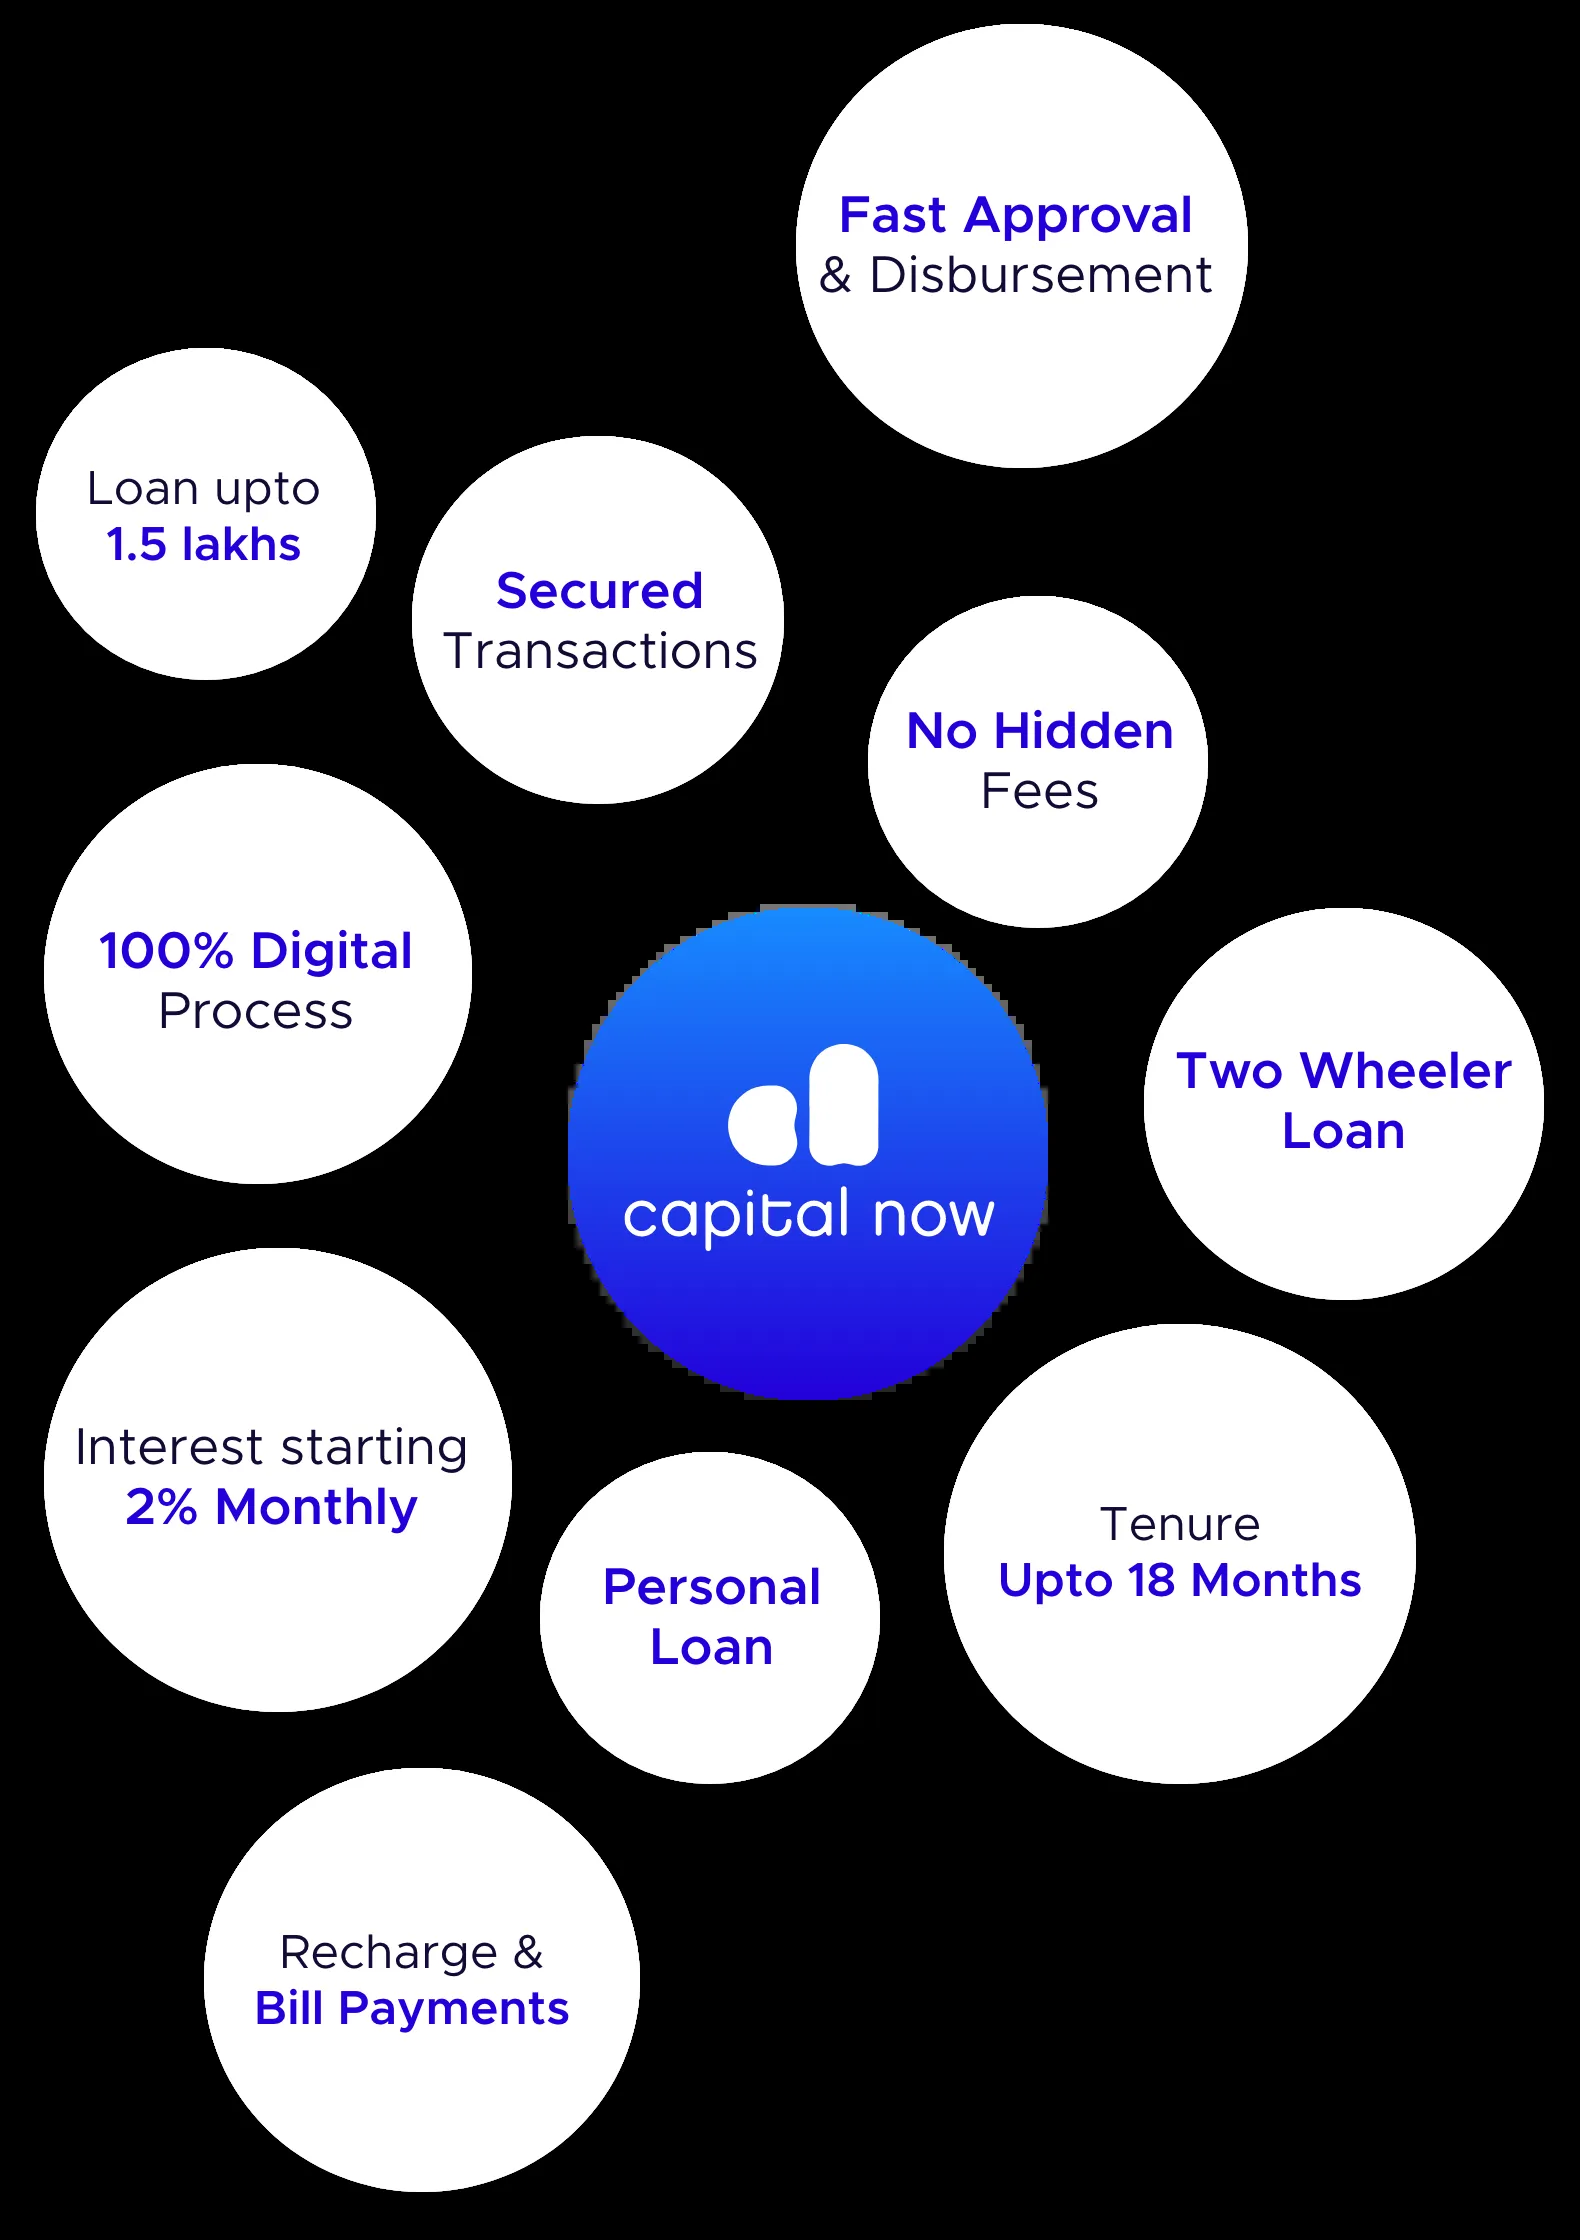 Fast Approval
& Disbursement
Loan upto
1.5 lakhs
Secured
Transactions
No Hidden
Fees
100% Digital
Process
Two Wheeler
Loan
capital now
Interest starting
2% Monthly
Tenure
Upto 18 Months
Personal
Loan
Recharge &
Bill Payments